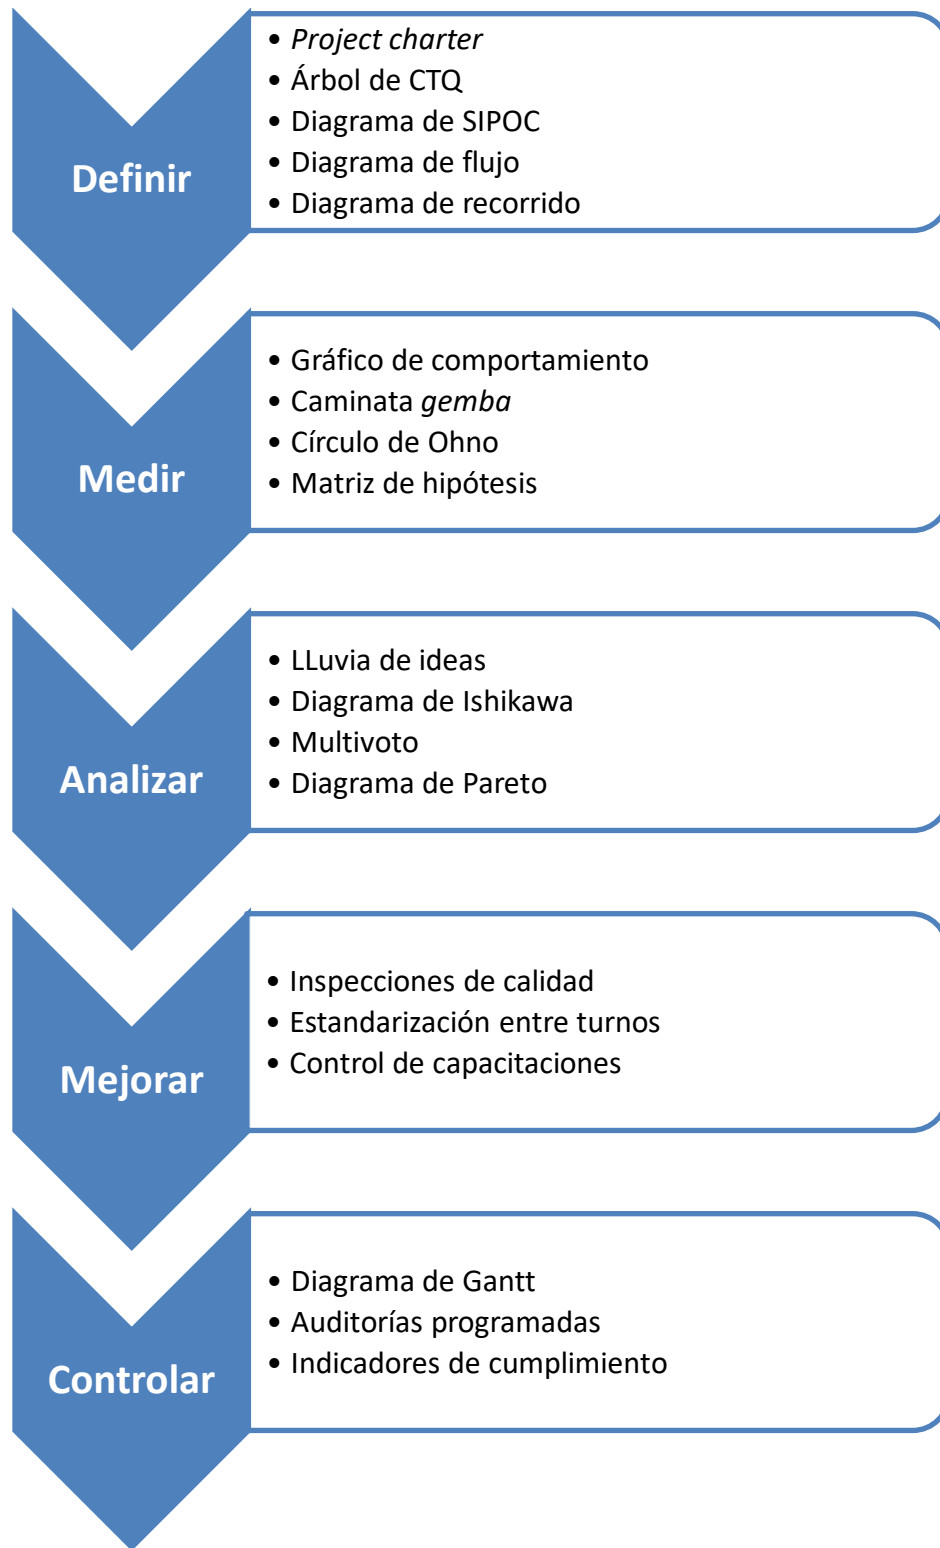 Definir
• Project charter
• Árbol de CTQ
• Diagrama de SIPOC
• Diagrama de flujo
• Diagrama de recorrido
Medir
• Gráfico de comportamiento
• Caminata gemba
• Círculo de Ohno
• Matriz de hipótesis
Analizar
• LLuvia de ideas
• Diagrama de Ishikawa
• Multivoto
• Diagrama de Pareto
Mejorar
• Inspecciones de calidad
• Estandarización entre turnos
• Control de capacitaciones
Controlar
• Diagrama de Gantt
• Auditorías programadas
• Indicadores de cumplimiento